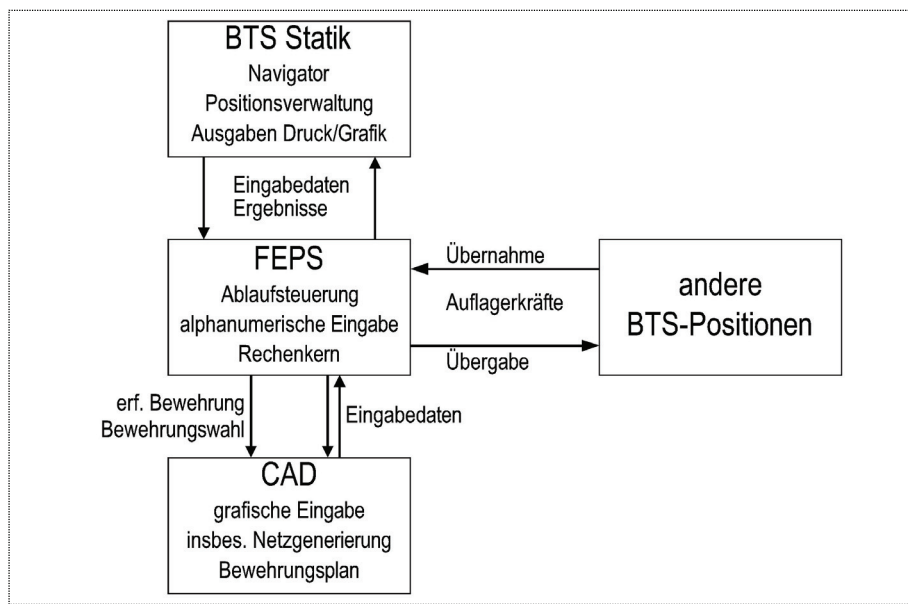 BTS Statik
Navigator
Positionsverwaltung
Ausgaben Druck/Grafik
Eingabedaten
Ergebnisse
FEPS
Ablaufsteuerung
alphanumerische Eingabe
Rechenkern
Übernahme
Auflagerkräfte
Übergabe
andere
BTS-Positionen
erf. Bewehrung
Bewehrungswahl
Eingabedaten
CAD
grafische Eingabe
insbes. Netzgenerierung
Bewehrungsplan